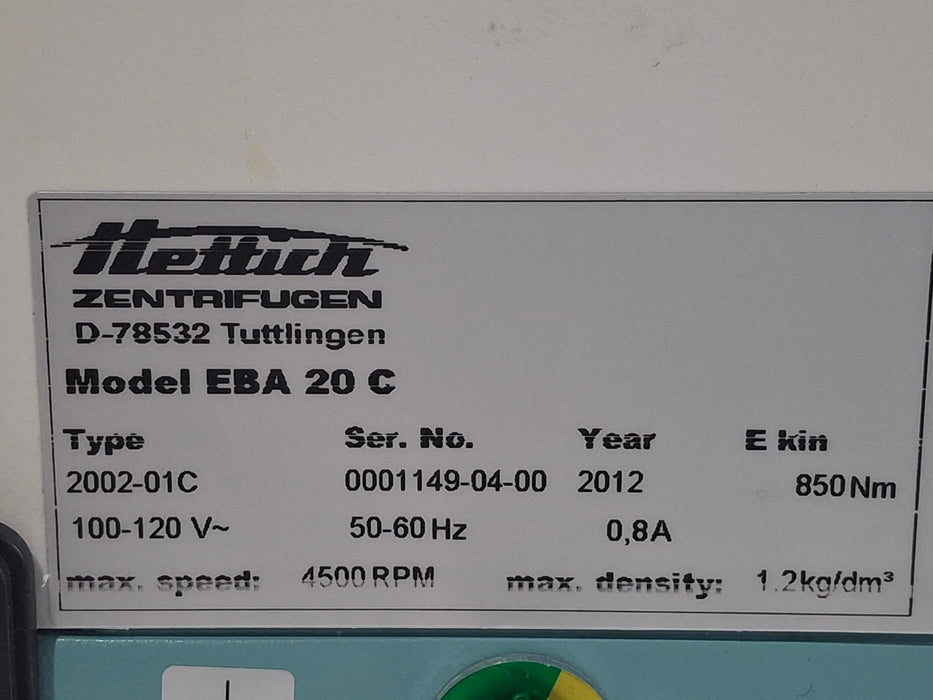 Hettich
ZENTRIFUGEN
D-78532 Tuttlingen
Model EBA 20 C
Type Ser. No. Year E kin
2002-01C 0001149-04-00 2012 850 Nm
100-120 V~ 50-60 Hz 0,8A
max. speed: 4500 RPM max. density: 1.2kg/dm³